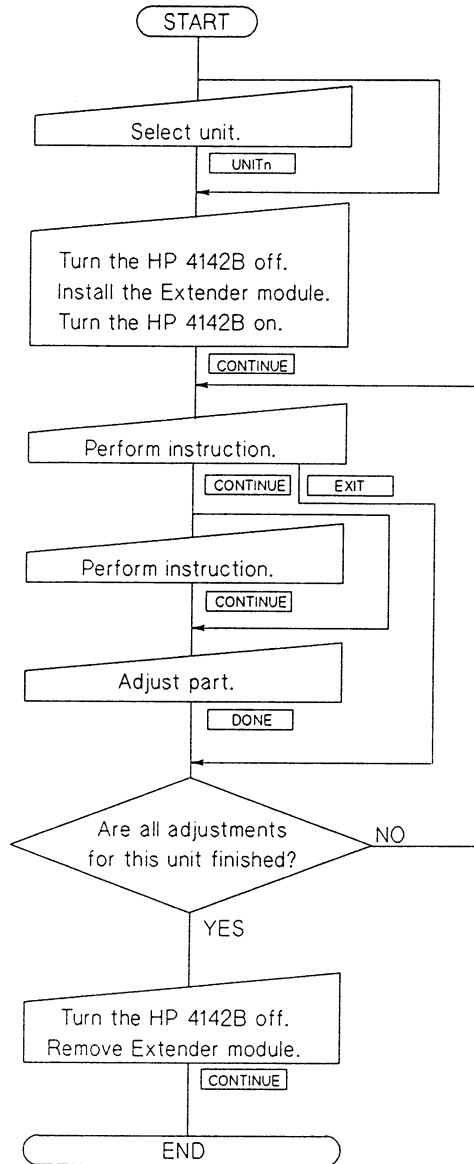 START
Select unit.
UNITn
Turn the HP 4142B off.
Install the Extender module.
Turn the HP 4142B on.
CONTINUE
Perform instruction.
CONTINUE
EXIT
Perform instruction.
CONTINUE
Adjust part.
DONE
Are all adjustments
for this unit finished?
NO
YES
Turn the HP 4142B off.
Remove Extender module.
CONTINUE
END